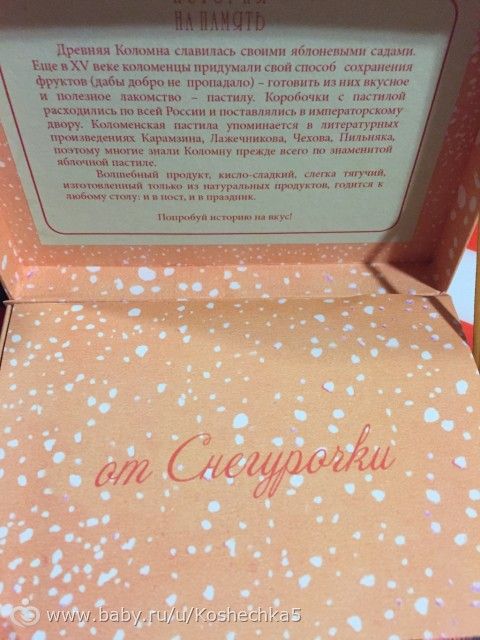 ИСТОРИЯ
НА ПАМЯТЬ
Древняя Коломна славилась своими яблоневыми садами.
Еще в XV веке коломенцы придумали свой способ сохранения
фруктов (дабы добро не пропадало) – готовить из них вкусное
и полезное лакомство – пастилу. Коробочки с пастилой
расходились по всей России и поставлялись в императорскому
двору. Коломенская пастила упоминается в литературных
произведениях Карамзина, Лажечникова, Чехова, Пильняка,
поэтому многие знали Коломну прежде всего по знаменитой
яблочной пастиле.
Волшебный продукт, кисло-сладкий, слегка тягучий,
изготовленный только из натуральных продуктов, годится к
любому столу: и в пост, и в праздник.
Попробуй историю на вкус!
от Снегурочки
www.baby.ru/u/Koshechka5